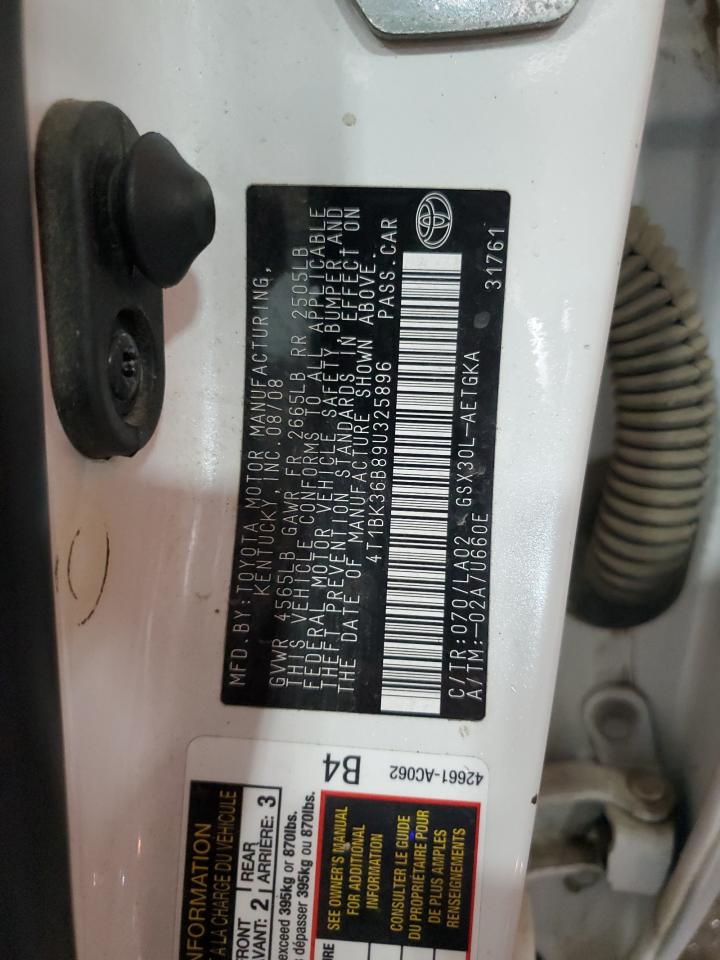 MFD.BY:TOYOTA MOTOR MANUFACTURING,
KENTUCKY, INC. 08/08
GVWR 4565LB GAWR FR 2665LB RR 2505LB
THIS VEHICLE CONFORMS TO ALL APPLICABLE
FEDERAL MOTOR VEHICLE SAFETY, BUMPER, AND
THEFT PREVENTION STANDARDS IN EFFECT ON
THE DATE OF MANUFACTURE SHOWN ABOVE.
4T1BK36B89U325896 PASS.CAR
C/TR:070/LA02 GSX30L-AETGKA
A/TM:-02A/U660E 31761
NFORMATION
À LA CHARGE DU VÉHICULE
FRONT REAR
AVANT: 2 ARRIÈRE: 3
exceed 395kg or 870lbs.
s dépasser 395kg ou 870lbs.
B4
42661-AC062
SEE OWNER'S MANUAL
FOR ADDITIONAL
INFORMATION
CONSULTER LE GUIDE
DU PROPRIÉTAIRE POUR
DE PLUS AMPLES
RENSEIGNEMENTS